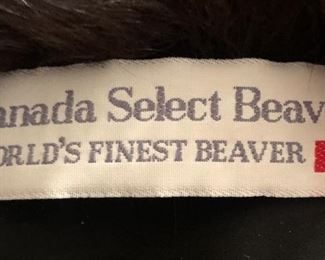 anada Select Beav
ORLD'S FINEST BEAVER